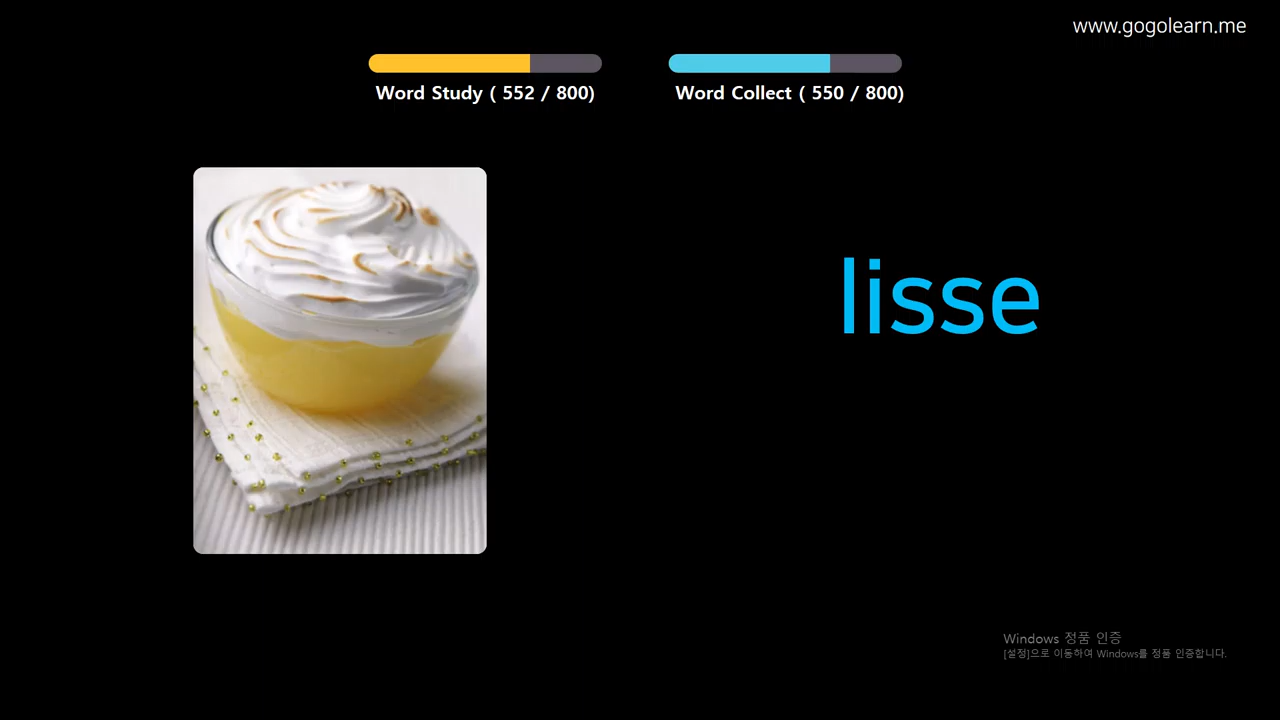 www.gogolearn.me
Word Study ( 552 / 800)
Word Collect ( 550 / 800)
lisse
Windows 정품 인증
[설정]으로 이동하여 Windows를 정품 인증합니다.